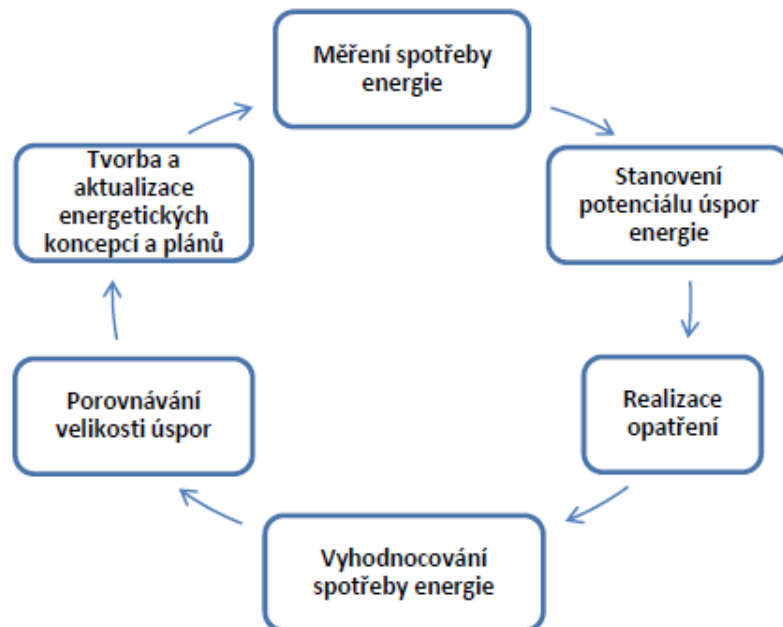 Měření spotřeby
energie
Stanovení
potenciálu úspor
energie
Realizace
opatření
Vyhodnocování
spotřeby energie
Porovnávání
velikosti úspor
Tvorba a
aktualizace
energetických
koncepcí a plánů